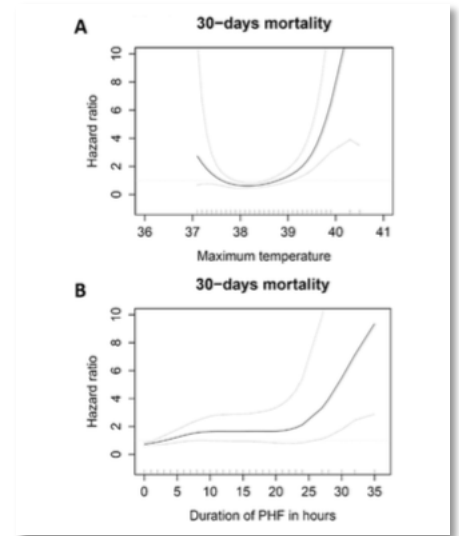 A
30-days mortality
Hazard ratio
10
8
6
4
2
0
36 37 38 39 40 41
Maximum temperature
B
30-days mortality
Hazard ratio
10
8
6
4
2
0
0 5 10 15 20 25 30 35
Duration of PHF in hours